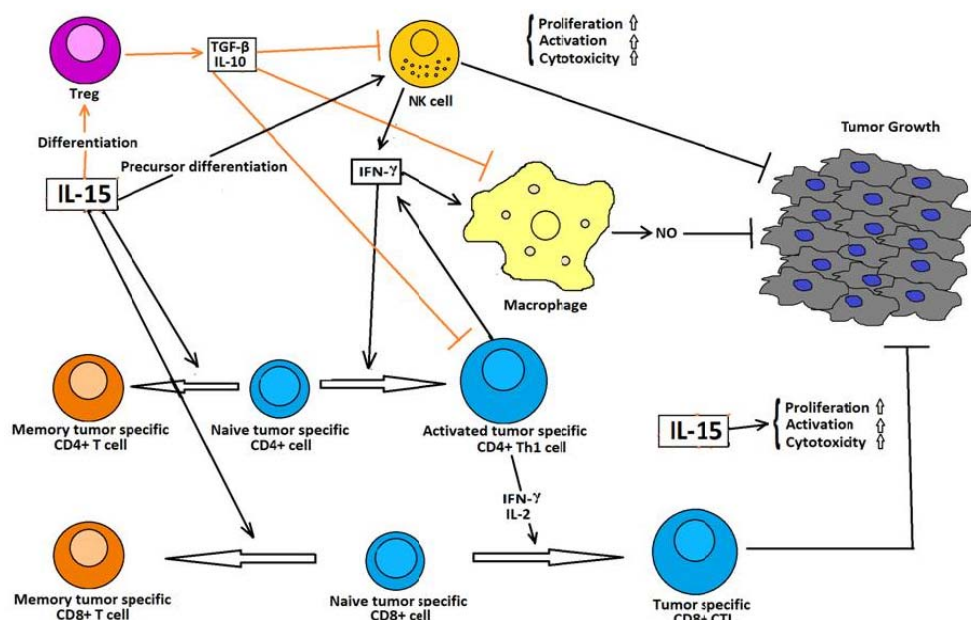 Proliferation ⇧
Activation ⇧
Cytotoxicity ⇧
TGF-β
IL-10
Treg
NK cell
Tumor Growth
Differentiation
Precursor differentiation
IFN-γ
IL-15
NO
Macrophage
Memory tumor specific
CD4+ T cell
Naive tumor specific
CD4+ cell
Activated tumor specific
CD4+ Th1 cell
IL-15
Proliferation ⇧
Activation ⇧
Cytotoxicity ⇧
IFN-γ
IL-2
Memory tumor specific
CD8+ T cell
Naive tumor specific
CD8+ cell
Tumor specific
CD8+ CTL